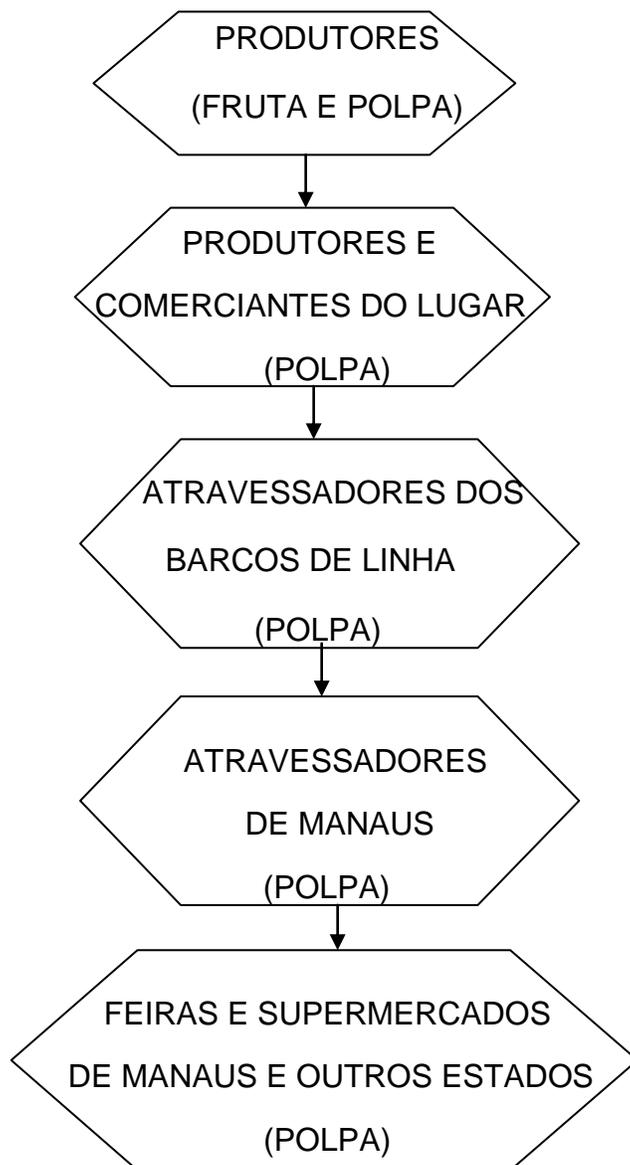 PRODUTORES
(FRUTA E POLPA)
PRODUTORES E
COMERCIANTES DO LUGAR
(POLPA)
ATRAVESSADORES DOS
BARCOS DE LINHA
(POLPA)
ATRAVESSADORES
DE MANAUS
(POLPA)
FEIRAS E SUPERMERCADOS
DE MANAUS E OUTROS ESTADOS
(POLPA)